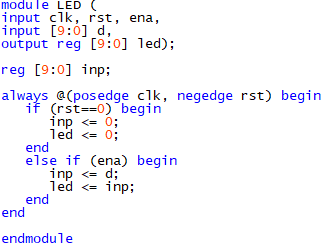 module LED (
input clk, rst, ena,
input [9:0] d,
output reg [9:0] led);
reg [9:0] inp;
always @(posedge clk, negedge rst) begin
if (rst==0) begin
inp <= 0;
led <= 0;
end
else if (ena) begin
inp <= d;
led <= inp;
end
end
endmodule